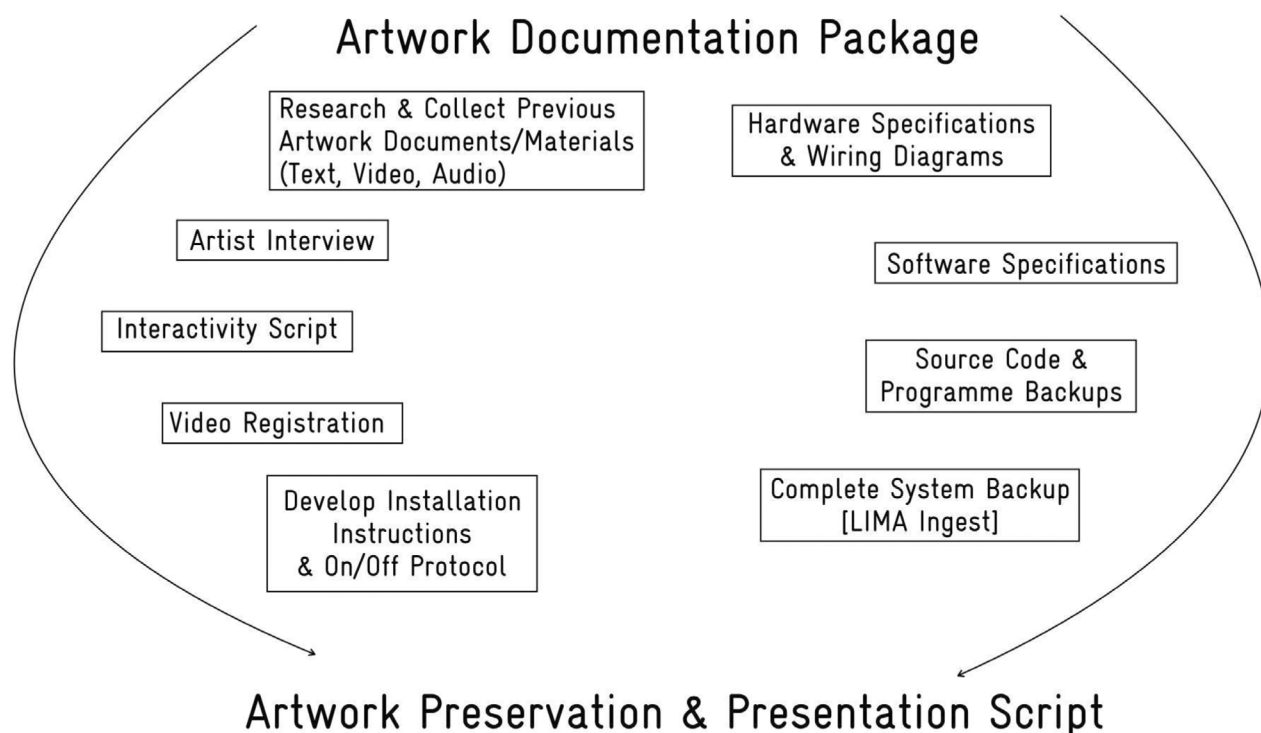 Artwork Documentation Package
Research & Collect Previous
Artwork Documents/Materials
(Text, Video, Audio)
Hardware Specifications
& Wiring Diagrams
Artist Interview
Software Specifications
Interactivity Script
Source Code &
Programme Backups
Video Registration
Develop Installation
Instructions
& On/Off Protocol
Complete System Backup
[LIMA Ingest]
Artwork Preservation & Presentation Script